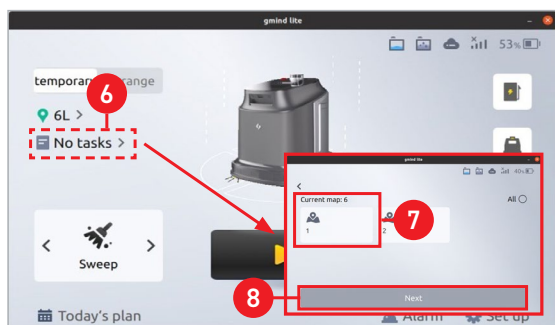 gmind lite
53%
temporary
range
6
6L >
No tasks >
gmind lite
40%
<
Current map: 6
All
1
2
7
< Sweep >
8
Next
Today's plan
Alarm
Set up